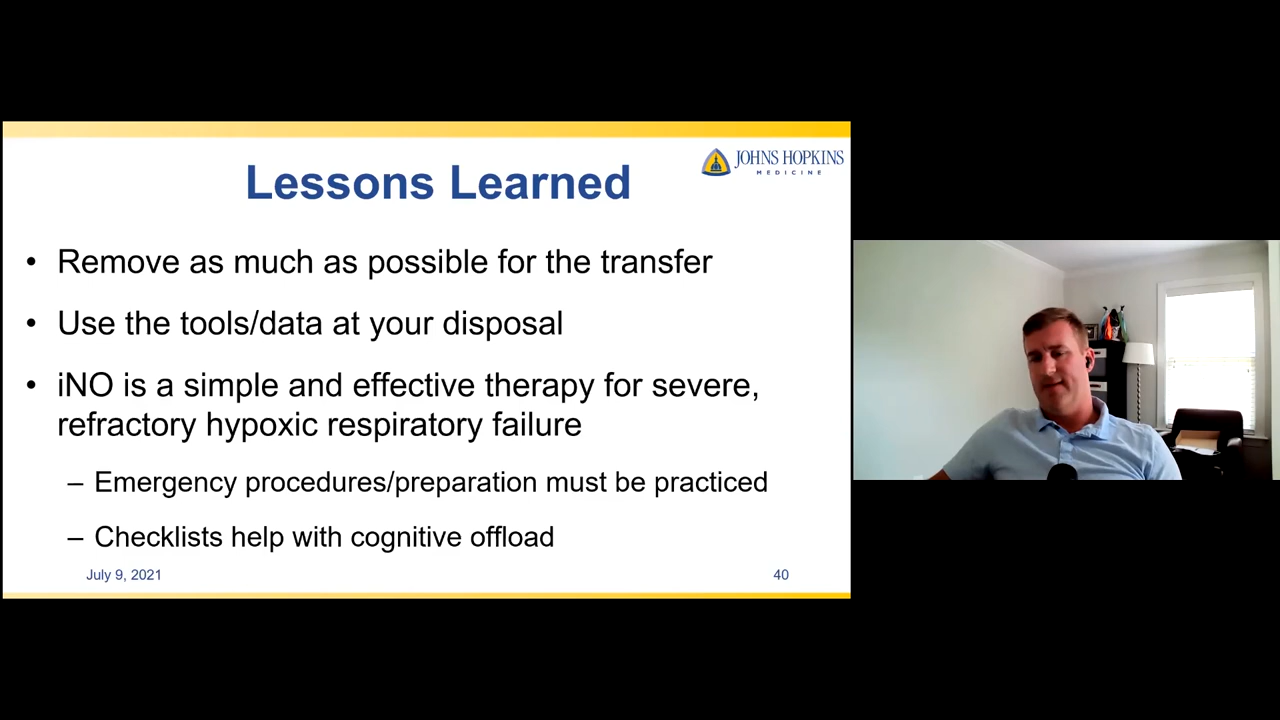 JOHNS HOPKINS
MEDICINE
Lessons Learned
• Remove as much as possible for the transfer
• Use the tools/data at your disposal
• iNO is a simple and effective therapy for severe,
refractory hypoxic respiratory failure
– Emergency procedures/preparation must be practiced
– Checklists help with cognitive offload
July 9, 2021
40